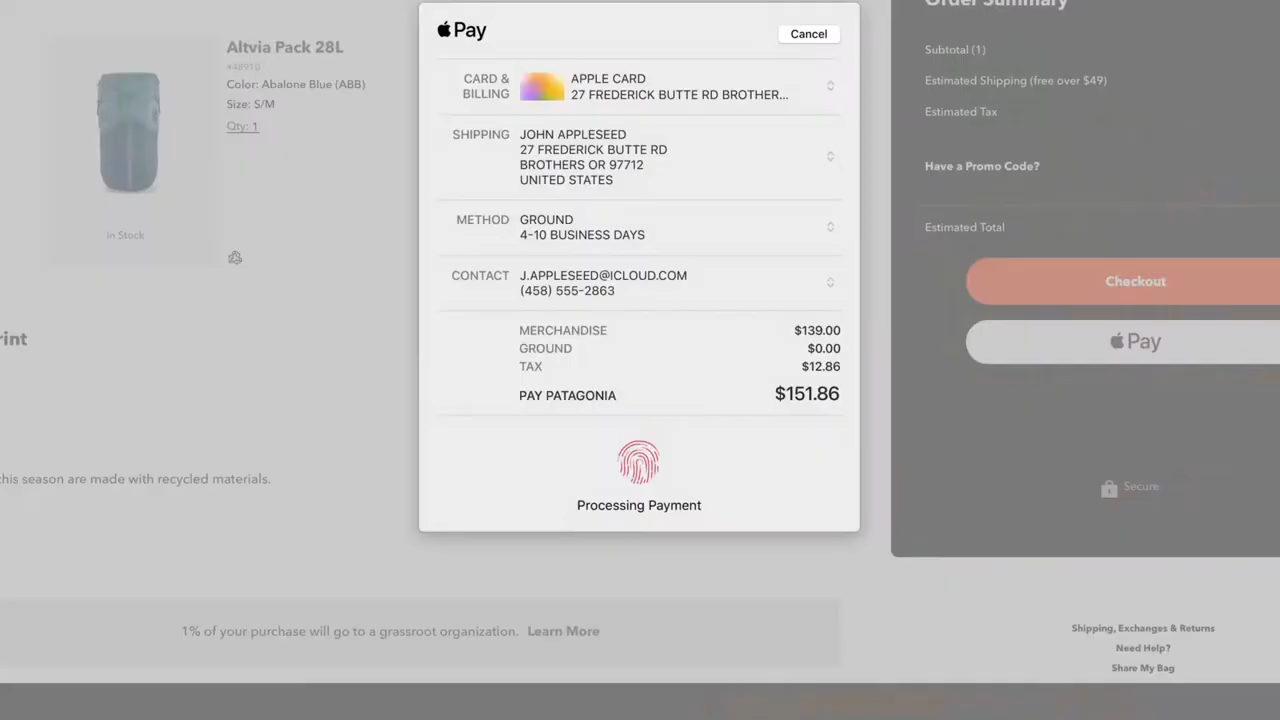 Order Summary
Altvia Pack 28L
Color: Abalone Blue (ABB)
Size: S/M
Qty: 1
In Stock
rint
this season are made with recycled materials.
Pay
Cancel
CARD & BILLING
APPLE CARD
27 FREDERICK BUTTE RD BROTHER...
SHIPPING
JOHN APPLESEED
27 FREDERICK BUTTE RD
BROTHERS OR 97712
UNITED STATES
METHOD
GROUND
4-10 BUSINESS DAYS
CONTACT
J.APPLESEED@ICLOUD.COM
(458) 555-2863
MERCHANDISE $139.00
GROUND $0.00
TAX $12.86
PAY PATAGONIA $151.86
Processing Payment
Subtotal (1)
Estimated Shipping (free over $49)
Estimated Tax
Have a Promo Code?
Estimated Total
Checkout
Pay
Secure
1% of your purchase will go to a grassroot organization. Learn More
Shipping, Exchanges & Returns
Need Help?
Share My Bag